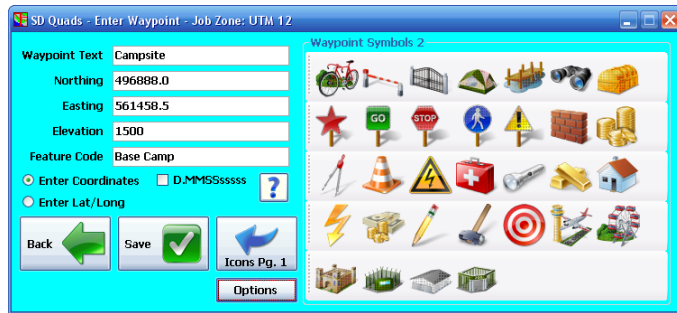 SD Quads - Enter Waypoint - Job Zone: UTM 12
Waypoint Text Campsite
Northing 496888.0
Easting 561458.5
Elevation 1500
Feature Code Base Camp
Enter Coordinates D.MMSSsssss ?
Enter Lat/Long
Back Save Icons Pg. 1
Options
Waypoint Symbols 2
GO STOP